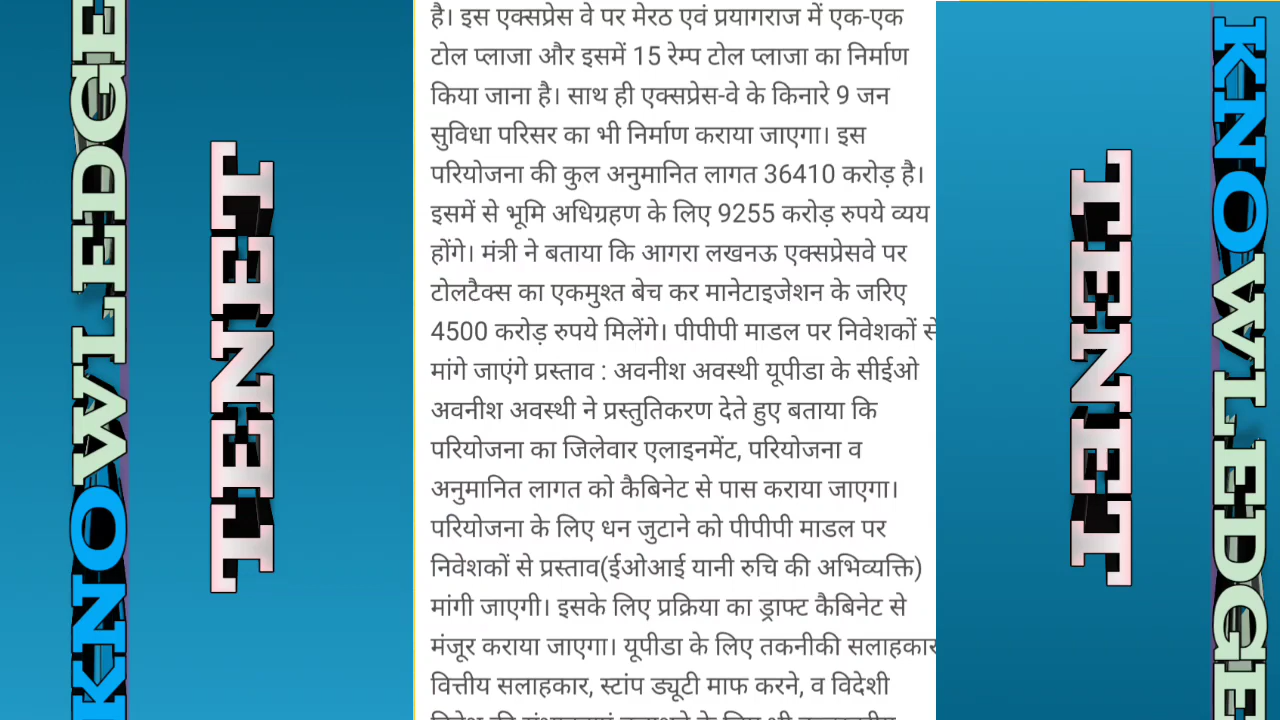 KNOWLEDGE
TENET
है। इस एक्सप्रेस वे पर मेरठ एवं प्रयागराज में एक-एक
टोल प्लाजा और इसमें 15 रेम्प टोल प्लाजा का निर्माण
किया जाना है। साथ ही एक्सप्रेस-वे के किनारे 9 जन
सुविधा परिसर का भी निर्माण कराया जाएगा। इस
परियोजना की कुल अनुमानित लागत 36410 करोड़ है।
इसमें से भूमि अधिग्रहण के लिए 9255 करोड़ रुपये व्यय
होंगे। मंत्री ने बताया कि आगरा लखनऊ एक्सप्रेसवे पर
टोलटैक्स का एकमुश्त बेच कर मानेटाइजेशन के जरिए
4500 करोड़ रुपये मिलेंगे। पीपीपी माडल पर निवेशकों से
मांगे जाएंगे प्रस्ताव : अवनीश अवस्थी यूपीडा के सीईओ
अवनीश अवस्थी ने प्रस्तुतिकरण देते हुए बताया कि
परियोजना का जिलेवार एलाइनमेंट, परियोजना व
अनुमानित लागत को कैबिनेट से पास कराया जाएगा।
परियोजना के लिए धन जुटाने को पीपीपी माडल पर
निवेशकों से प्रस्ताव(ईओआई यानी रुचि की अभिव्यक्ति)
मांगी जाएगी। इसके लिए प्रक्रिया का ड्राफ्ट कैबिनेट से
मंजूर कराया जाएगा। यूपीडा के लिए तकनीकी सलाहकार
वित्तीय सलाहकार, स्टांप ड्यूटी माफ करने, व विदेशी
TENET
KNOWLEDGE